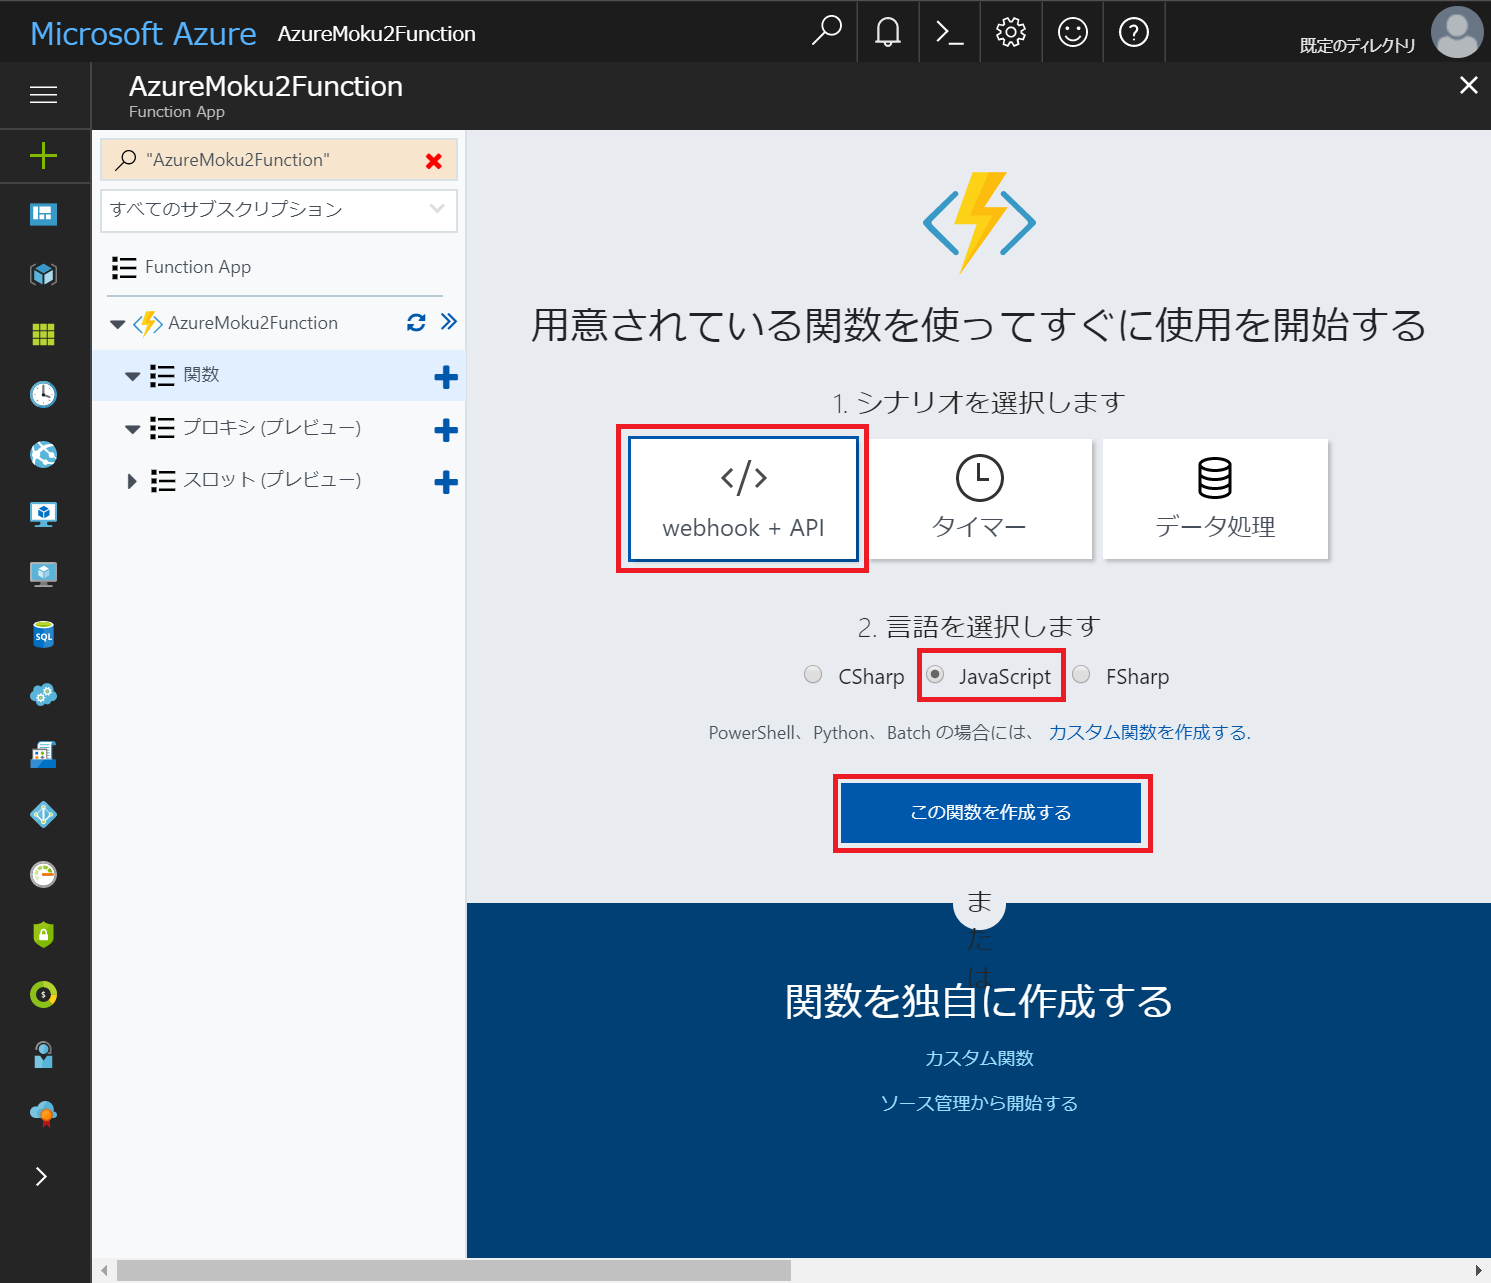 Microsoft Azure AzureMoku2Function
既定のディレクトリ
AzureMoku2Function
Function App
"AzureMoku2Function"
すべてのサブスクリプション
Function App
AzureMoku2Function
関数
プロキシ (プレビュー)
スロット (プレビュー)
用意されている関数を使ってすぐに使用を開始する
1. シナリオを選択します
webhook + API
タイマー
データ処理
2. 言語を選択します
CSharp
JavaScript
FSharp
PowerShell、Python、Batch の場合には、 カスタム関数を作成する.
この関数を作成する
または
関数を独自に作成する
カスタム関数
ソース管理から開始する
SQL